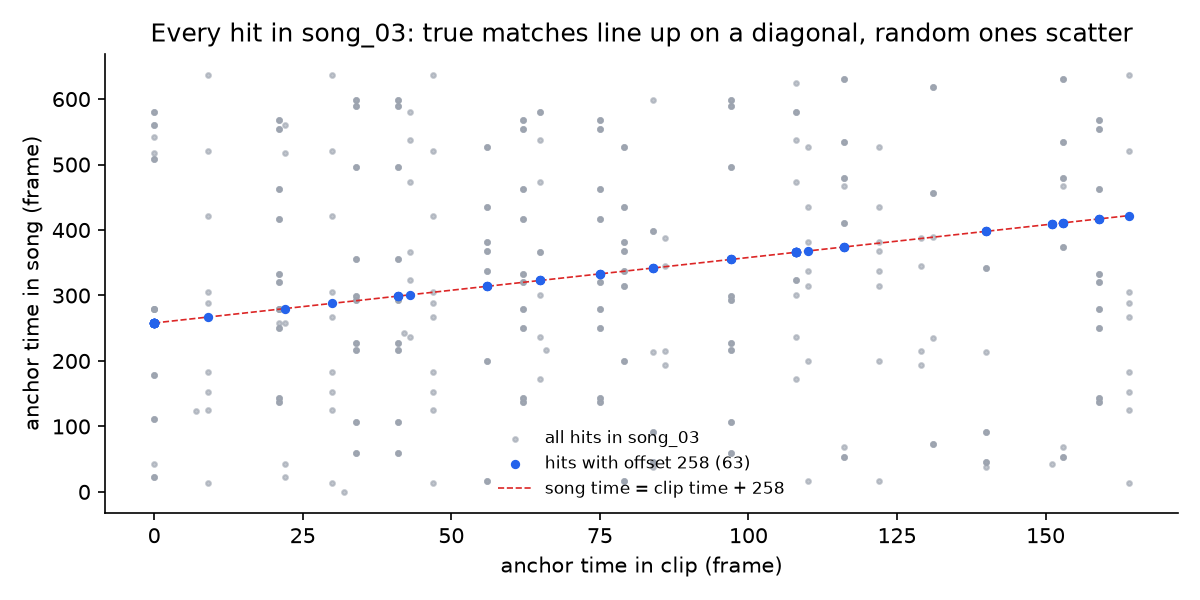 Every hit in song_03: true matches line up on a diagonal, random ones scatter
anchor time in song (frame)
600
500
400
300
200
100
0
all hits in song_03
hits with offset 258 (63)
song time = clip time + 258
0 25 50 75 100 125 150
anchor time in clip (frame)